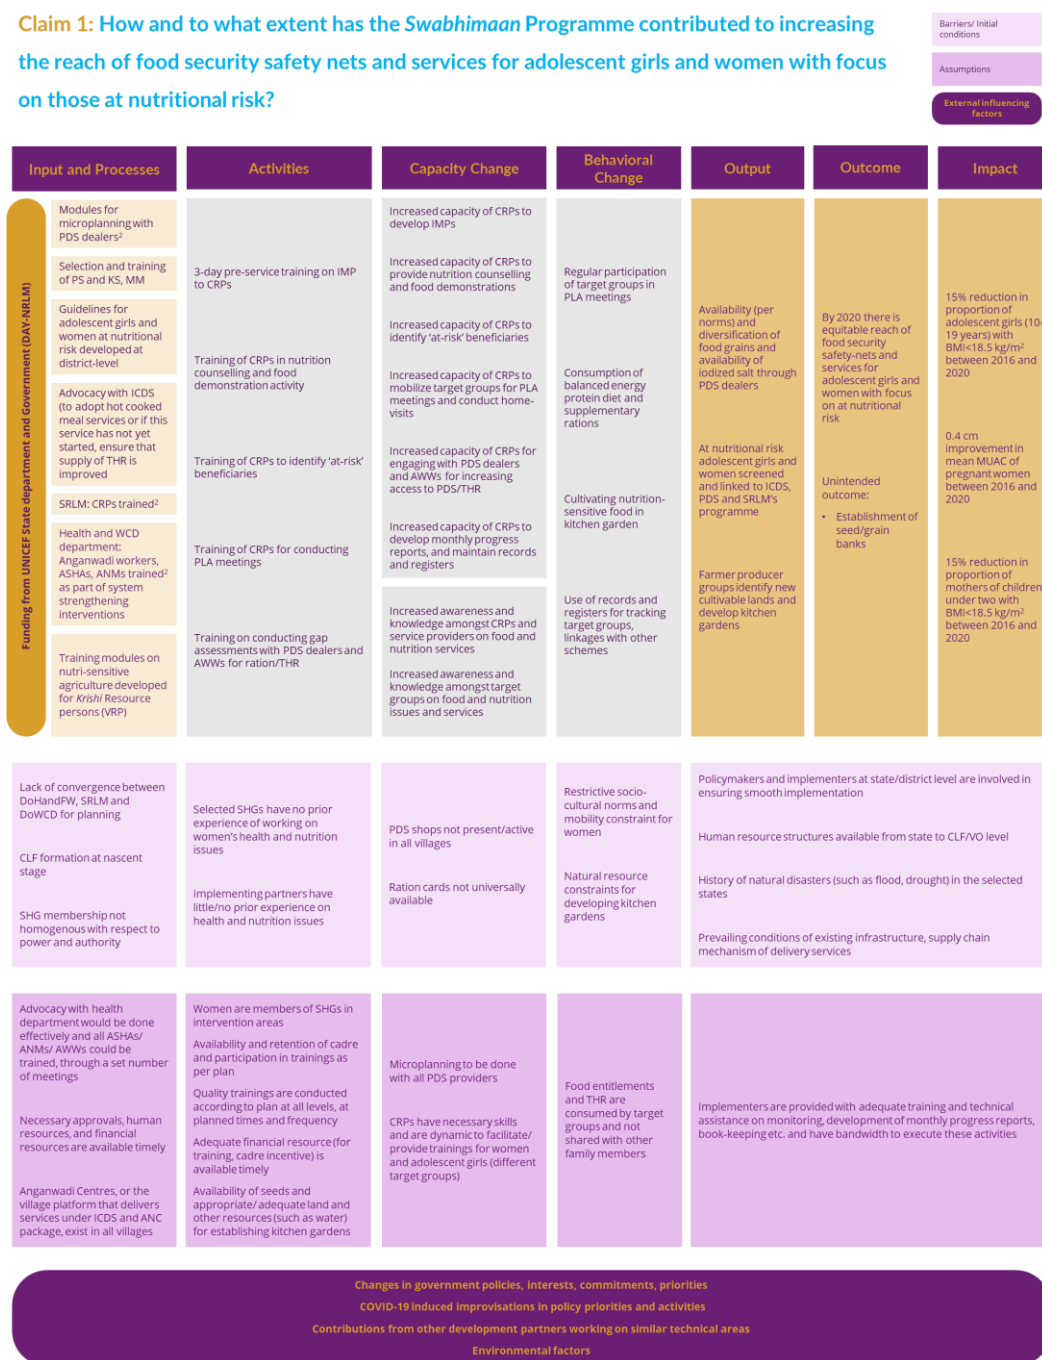 Claim 1: How and to what extent has the Swabhimaan Programme contributed to increasing
the reach of food security safety nets and services for adolescent girls and women with focus
on those at nutritional risk?
Barriers/ Initial
conditions
Assumptions
External influencing
factors
Input and Processes
Activities
Capacity Change
Behavioral
Change
Output
Outcome
Impact
Funding from UNICEF State department and Government (DAY-NRLM)
Modules for
microplanning with
PDS dealers²
Selection and training
of PS and KS, MM
Guidelines for
adolescent girls and
women at nutritional
risk developed at
district-level
Advocacy with ICDS
(to adopt hot cooked
meal services or if this
service has not yet
started, ensure that
supply of THR is
improved
SRLM: CRPs trained²
Health and WCD
department:
Anganwadi workers,
ASHAs, ANMs trained²
as part of system
strengthening
interventions
Training modules on
nutri-sensitive
agriculture developed
for Krishi Resource
persons (VRP)
3-day pre-service training on IMP
to CRPs
Training of CRPs in nutrition
counselling and food
demonstration activity
Training of CRPs to identify ‘at-risk’
beneficiaries
Training of CRPs for conducting
PLA meetings
Training on conducting gap
assessments with PDS dealers and
AWWs for ration/THR
Increased capacity of CRPs to
develop IMPs
Increased capacity of CRPs to
provide nutrition counselling
and food demonstrations
Increased capacity of CRPs to
identify ‘at-risk’ beneficiaries
Increased capacity of CRPs to
mobilize target groups for PLA
meetings and conduct home-
visits
Increased capacity of CRPs for
engaging with PDS dealers
and AWWs for increasing
access to PDS/THR
Increased capacity of CRPs to
develop monthly progress
reports, and maintain records
and registers
Increased awareness and
knowledge amongst CRPs and
service providers on food and
nutrition services
Increased awareness and
knowledge amongst target
groups on food and nutrition
issues and services
Regular participation
of target groups in
PLA meetings
Consumption of
balanced energy
protein diet and
supplementary
rations
Cultivating nutrition-
sensitive food in
kitchen garden
Use of records and
registers for tracking
target groups,
linkages with other
schemes
Availability (per
norms) and
diversification of
food grains and
availability of
iodized salt through
PDS dealers
At nutritional risk
adolescent girls and
women screened
and linked to ICDS,
PDS and SRLM's
programme
Farmer producer
groups identify new
cultivable lands and
develop kitchen
gardens
By 2020 there is
equitable reach of
food security
safety-nets and
services for
adolescent girls and
women with focus
on at nutritional
risk
Unintended
outcome:
• Establishment of
seed/grain
banks
15% reduction in
proportion of
adolescent girls (10-
19 years) with
BMI<18.5 kg/m²
between 2016 and
2020
0.4 cm
improvement in
mean MUAC of
pregnant women
between 2016 and
2020
15% reduction in
proportion of
mothers of children
under two with
BMI<18.5 kg/m²
between 2016 and
2020
Lack of convergence between
DoHandFW, SRLM and
DoWCD for planning
CLF formation at nascent
stage
SHG membership not
homogenous with respect to
power and authority
Selected SHGs have no prior
experience of working on
women's health and nutrition
issues
Implementing partners have
little/no prior experience on
health and nutrition issues
PDS shops not present/active
in all villages
Ration cards not universally
available
Restrictive socio-
cultural norms and
mobility constraint for
women
Natural resource
constraints for
developing kitchen
gardens
Policymakers and implementers at state/district level are involved in
ensuring smooth implementation
Human resource structures available from state to CLF/VO level
History of natural disasters (such as flood, drought) in the selected
states
Prevailing conditions of existing infrastructure, supply chain
mechanism of delivery services
Advocacy with health
department would be done
effectively and all ASHAs/
ANMs/ AWWs could be
trained, through a set number
of meetings
Necessary approvals, human
resources, and financial
resources are available timely
Anganwadi Centres, or the
village platform that delivers
services under ICDS and ANC
package, exist in all villages
Women are members of SHGs in
intervention areas
Availability and retention of cadre
and participation in trainings as
per plan
Quality trainings are conducted
according to plan at all levels, at
planned times and frequency
Adequate financial resource (for
training, cadre incentive) is
available timely
Availability of seeds and
appropriate/ adequate land and
other resources (such as water)
for establishing kitchen gardens
Microplanning to be done
with all PDS providers
CRPs have necessary skills
and are dynamic to facilitate/
provide trainings for women
and adolescent girls (different
target groups)
Food entitlements
and THR are
consumed by target
groups and not
shared with other
family members
Implementers are provided with adequate training and technical
assistance on monitoring, development of monthly progress reports,
book-keeping etc. and have bandwidth to execute these activities
Changes in government policies, interests, commitments, priorities
COVID-19 induced improvisations in policy priorities and activities
Contributions from other development partners working on similar technical areas
Environmental factors